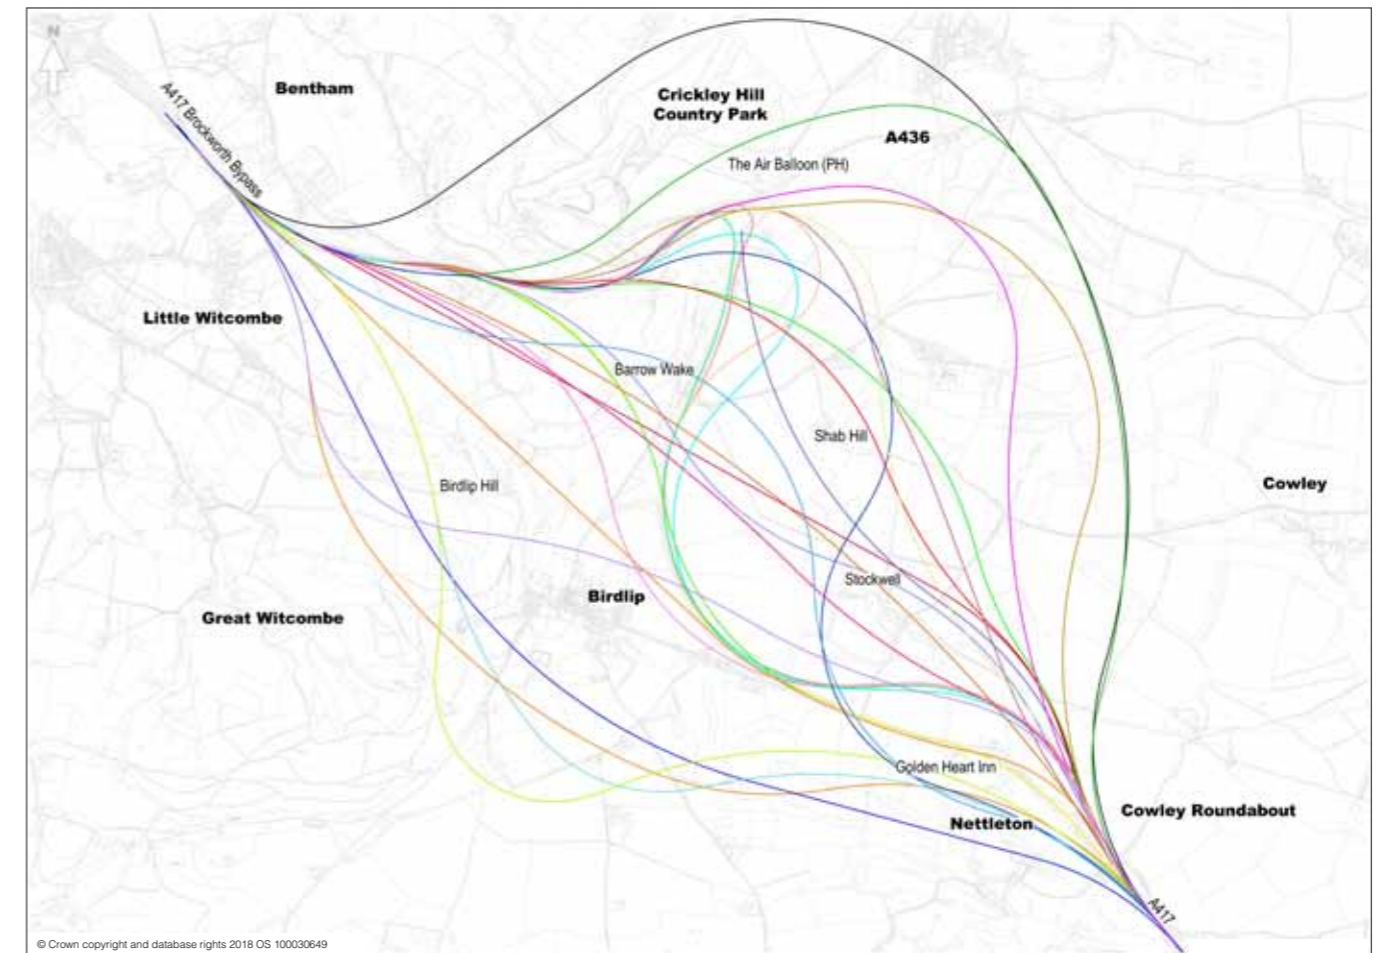 N
Bentham
A417 Brockworth Bypass
Crickley Hill
Country Park
A436
The Air Balloon (PH)
Little Witcombe
Barrow Wake
Shab Hill
Birdlip Hill
Cowley
Stockwell
Birdlip
Great Witcombe
Golden Heart Inn
Nettleton
Cowley Roundabout
A417
© Crown copyright and database rights 2018 OS 100030649